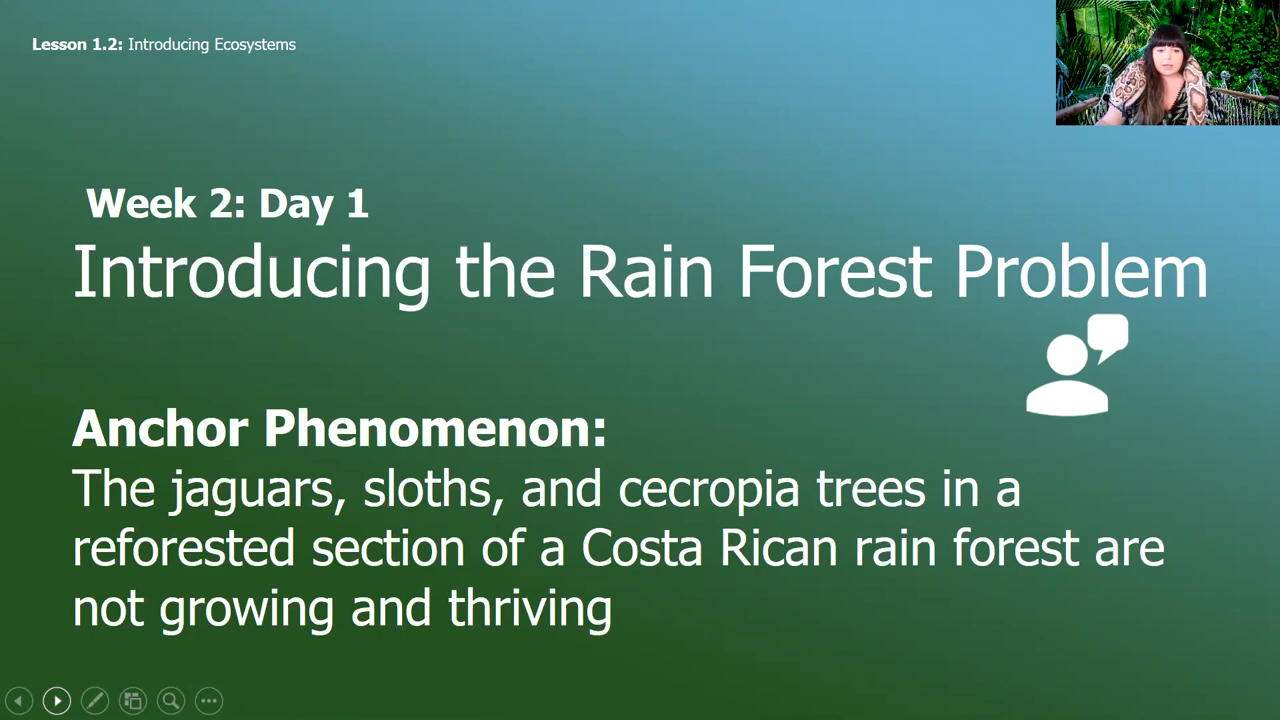 Lesson 1.2: Introducing Ecosystems
Week 2: Day 1
Introducing the Rain Forest Problem
Anchor Phenomenon:
The jaguars, sloths, and cecropia trees in a
reforested section of a Costa Rican rain forest are
not growing and thriving